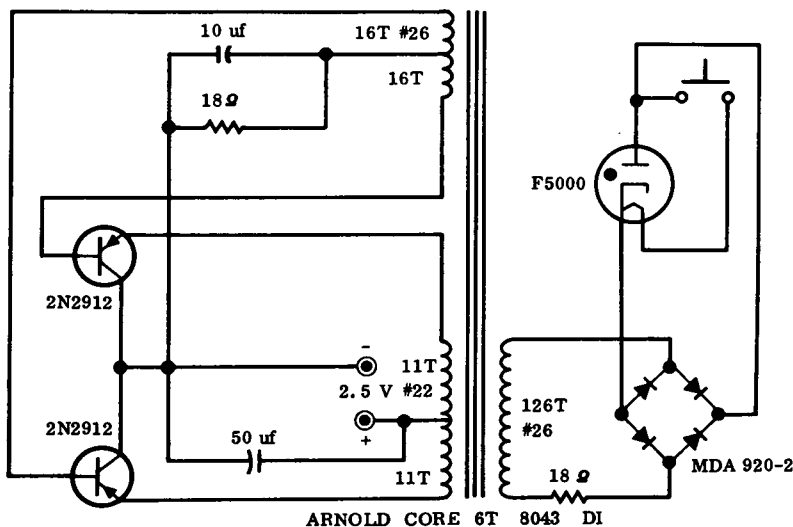 10 uf
16T #26
16T
18Ω
F5000
2N2912
-
11T
2.5 V #22
+
2N2912
50 uf
11T
126T
#26
MDA 920-2
18 Ω
ARNOLD CORE 6T 8043 DI